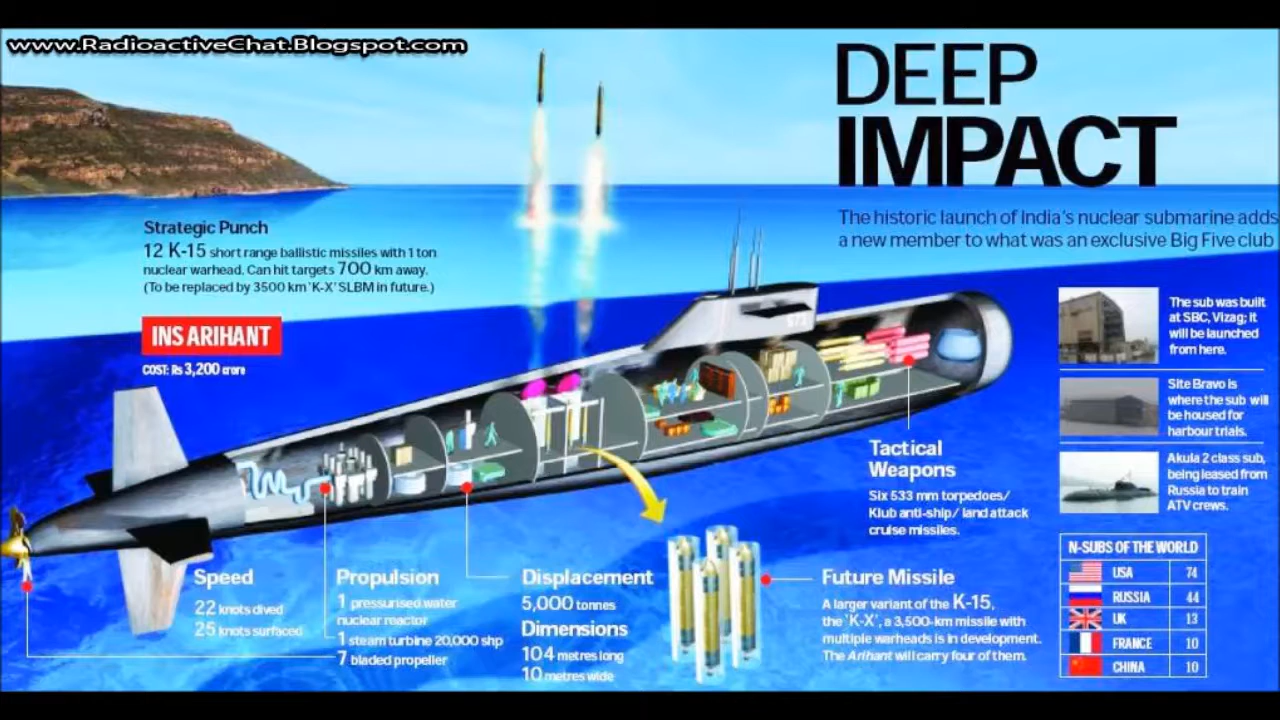 www.RadioactiveChat.Blogspot.com
DEEP
IMPACT
The historic launch of India's nuclear submarine adds
a new member to what was an exclusive Big Five club
Strategic Punch
12 K-15 short range ballistic missiles with 1 ton
nuclear warhead. Can hit targets 700 km away.
(To be replaced by 3500 km 'K-X' SLBM in future.)
INS ARIHANT
COST: Rs 3,200 crore
The sub was built
at SBC, Vizag; it
will be launched
from here.
Site Bravo is
where the sub will
be housed for
harbour trials.
Akula 2 class sub,
being leased from
Russia to train
ATV crews.
Tactical
Weapons
Six 533 mm torpedoes/
Klub anti-ship/ land attack
cruise missiles.
Speed
22 knots dived
25 knots surfaced
Propulsion
1 pressurised water
nuclear reactor
1 steam turbine 20,000 shp
7 bladed propeller
Displacement
5,000 tonnes
Dimensions
104 metres long
10 metres wide
Future Missile
A larger variant of the K-15,
the 'K-X', a 3,500-km missile with
multiple warheads is in development.
The Arihant will carry four of them.
N-SUBS OF THE WORLD
USA 74
RUSSIA 44
UK 13
FRANCE 10
CHINA 10